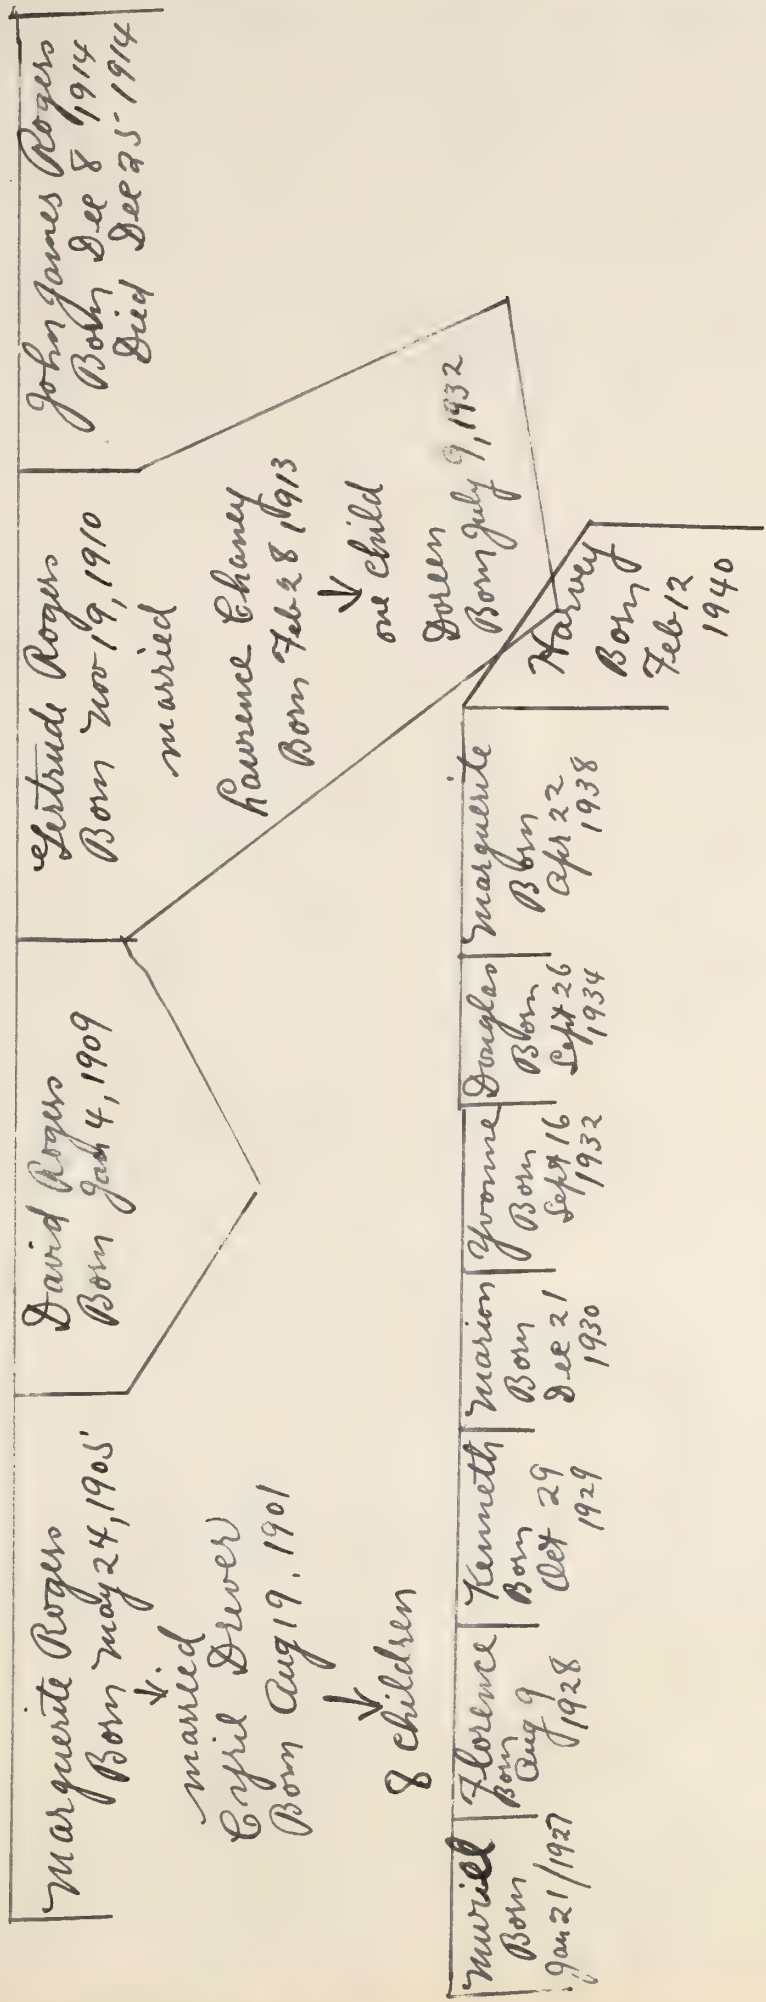 Marguerite Rogers
Born May 24, 1905
married
Cyril Drever
Born Aug 19. 1901
8 children
David Rogers
Born Jan 4, 1909
Gertrude Rogers
Born Nov 19, 1910
married
Lawrence Chaney
Born Feb 28, 1913
one child
Doreen
Born July 9, 1932
John James Rogers
Born Dec 8 1914
Died Dec 25 1914
Muriel
Born
Jan 21/1927
Florence
Born
Aug 9
1928
Kenneth
Born
Oct 29
1929
Marion
Born
Dec 21
1930
Yvonne
Born
Sept 16
1932
Douglas
Born
Sept 26
1934
Marguerite
Born
Apr 22
1938
Harvey
Born
Feb 12
1940